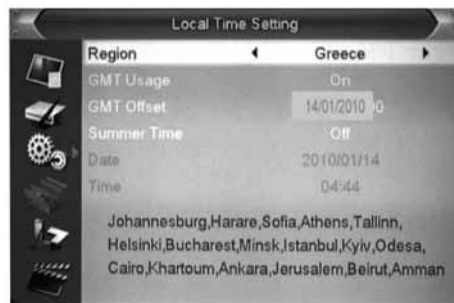 Local Time Setting
Region Greece
GMT Usage On
GMT Offset 14/01/2010 0
Summer Time Off
Date 2010/01/14
Time 04:44
Johannesburg,Harare,Sofia,Athens,Tallinn,
Helsinki,Bucharest,Minsk,Istanbul,Kyiv,Odesa,
Cairo,Khartoum,Ankara,Jerusalem,Beirut,Amman